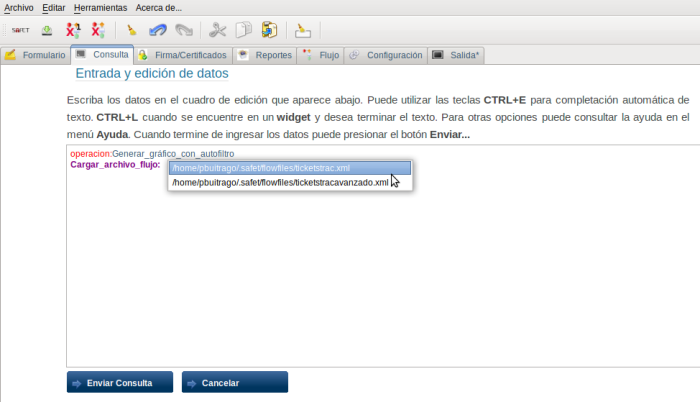 Archivo Editar Herramientas Acerca de...
SAFET
Formulario Consulta Firma/Certificados Reportes Flujo Configuración Salida*
Entrada y edición de datos
Escriba los datos en el cuadro de edición que aparece abajo. Puede utilizar las teclas CTRL+E para completación automática de
texto. CTRL+L cuando se encuentre en un widget y desea terminar el texto. Para otras opciones puede consultar la ayuda en el
menú Ayuda. Cuando termine de ingresar los datos puede presionar el botón Enviar...
operacion:Generar_gráfico_con_autofiltro
Cargar_archivo_flujo: /home/pbuitrago/.safet/flowfiles/ticketstrac.xml
/home/pbuitrago/.safet/flowfiles/ticketstracavanzado.xml
Enviar Consulta Cancelar